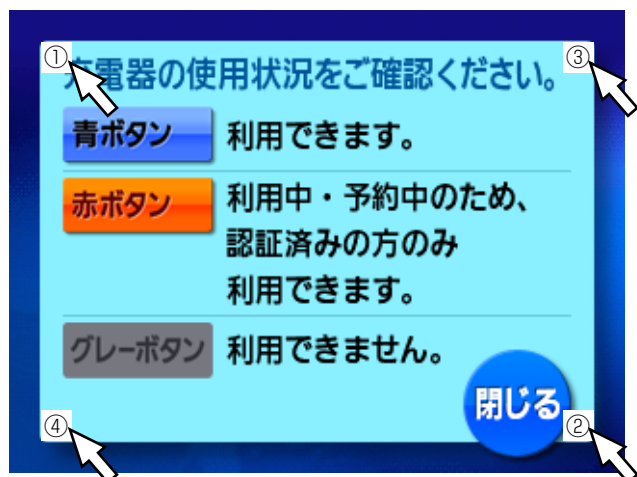 ① ③
充電器の使用状況をご確認ください。
青ボタン 利用できます。
赤ボタン 利用中・予約中のため、
認証済みの方のみ
利用できます。
グレーボタン 利用できません。
閉じる
④ ②